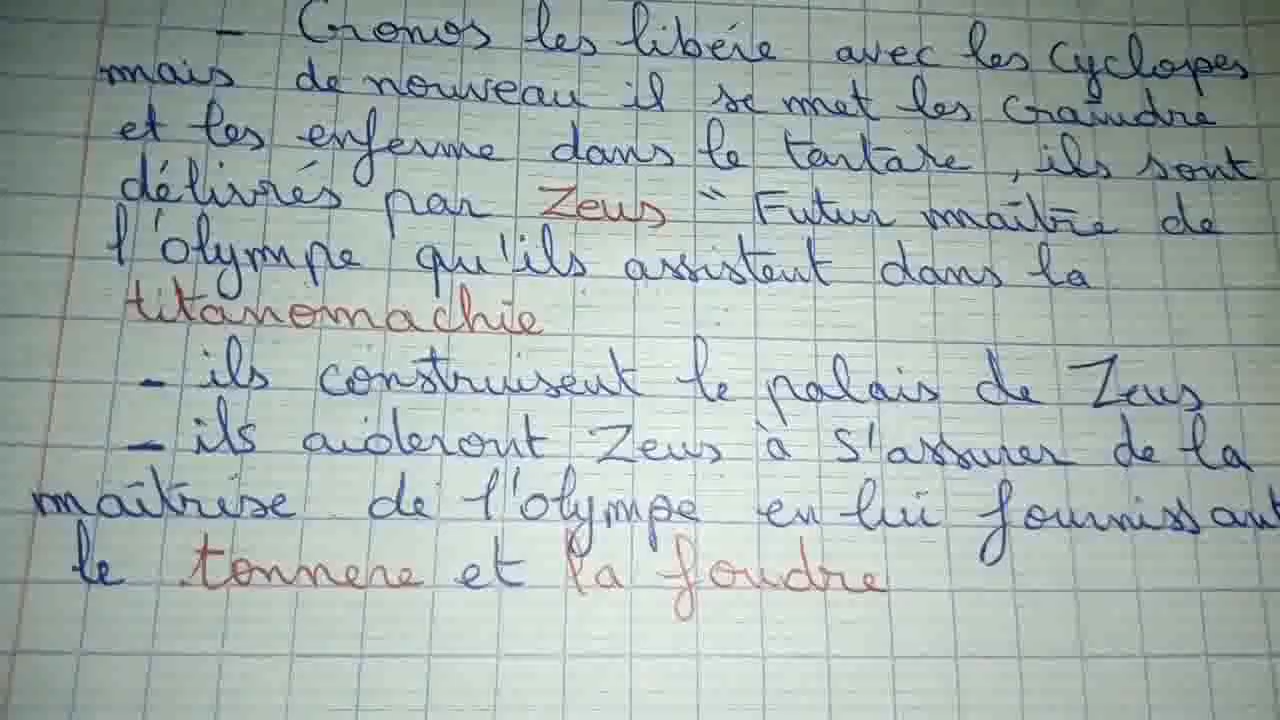 - Cronos les libére avec les cyclopes
mais de nouveau il se met les craindre
et les enferme dans le tartare, ils sont
délivrés par Zeus " Futur maître de
l'olympe qu'ils assistent dans la
titanomachie
- ils construisent le palais de Zeus
- ils aideront Zeus à s'assurer de la
maîtrise de l'olympe en lui fournissant
le tonnere et la foudre